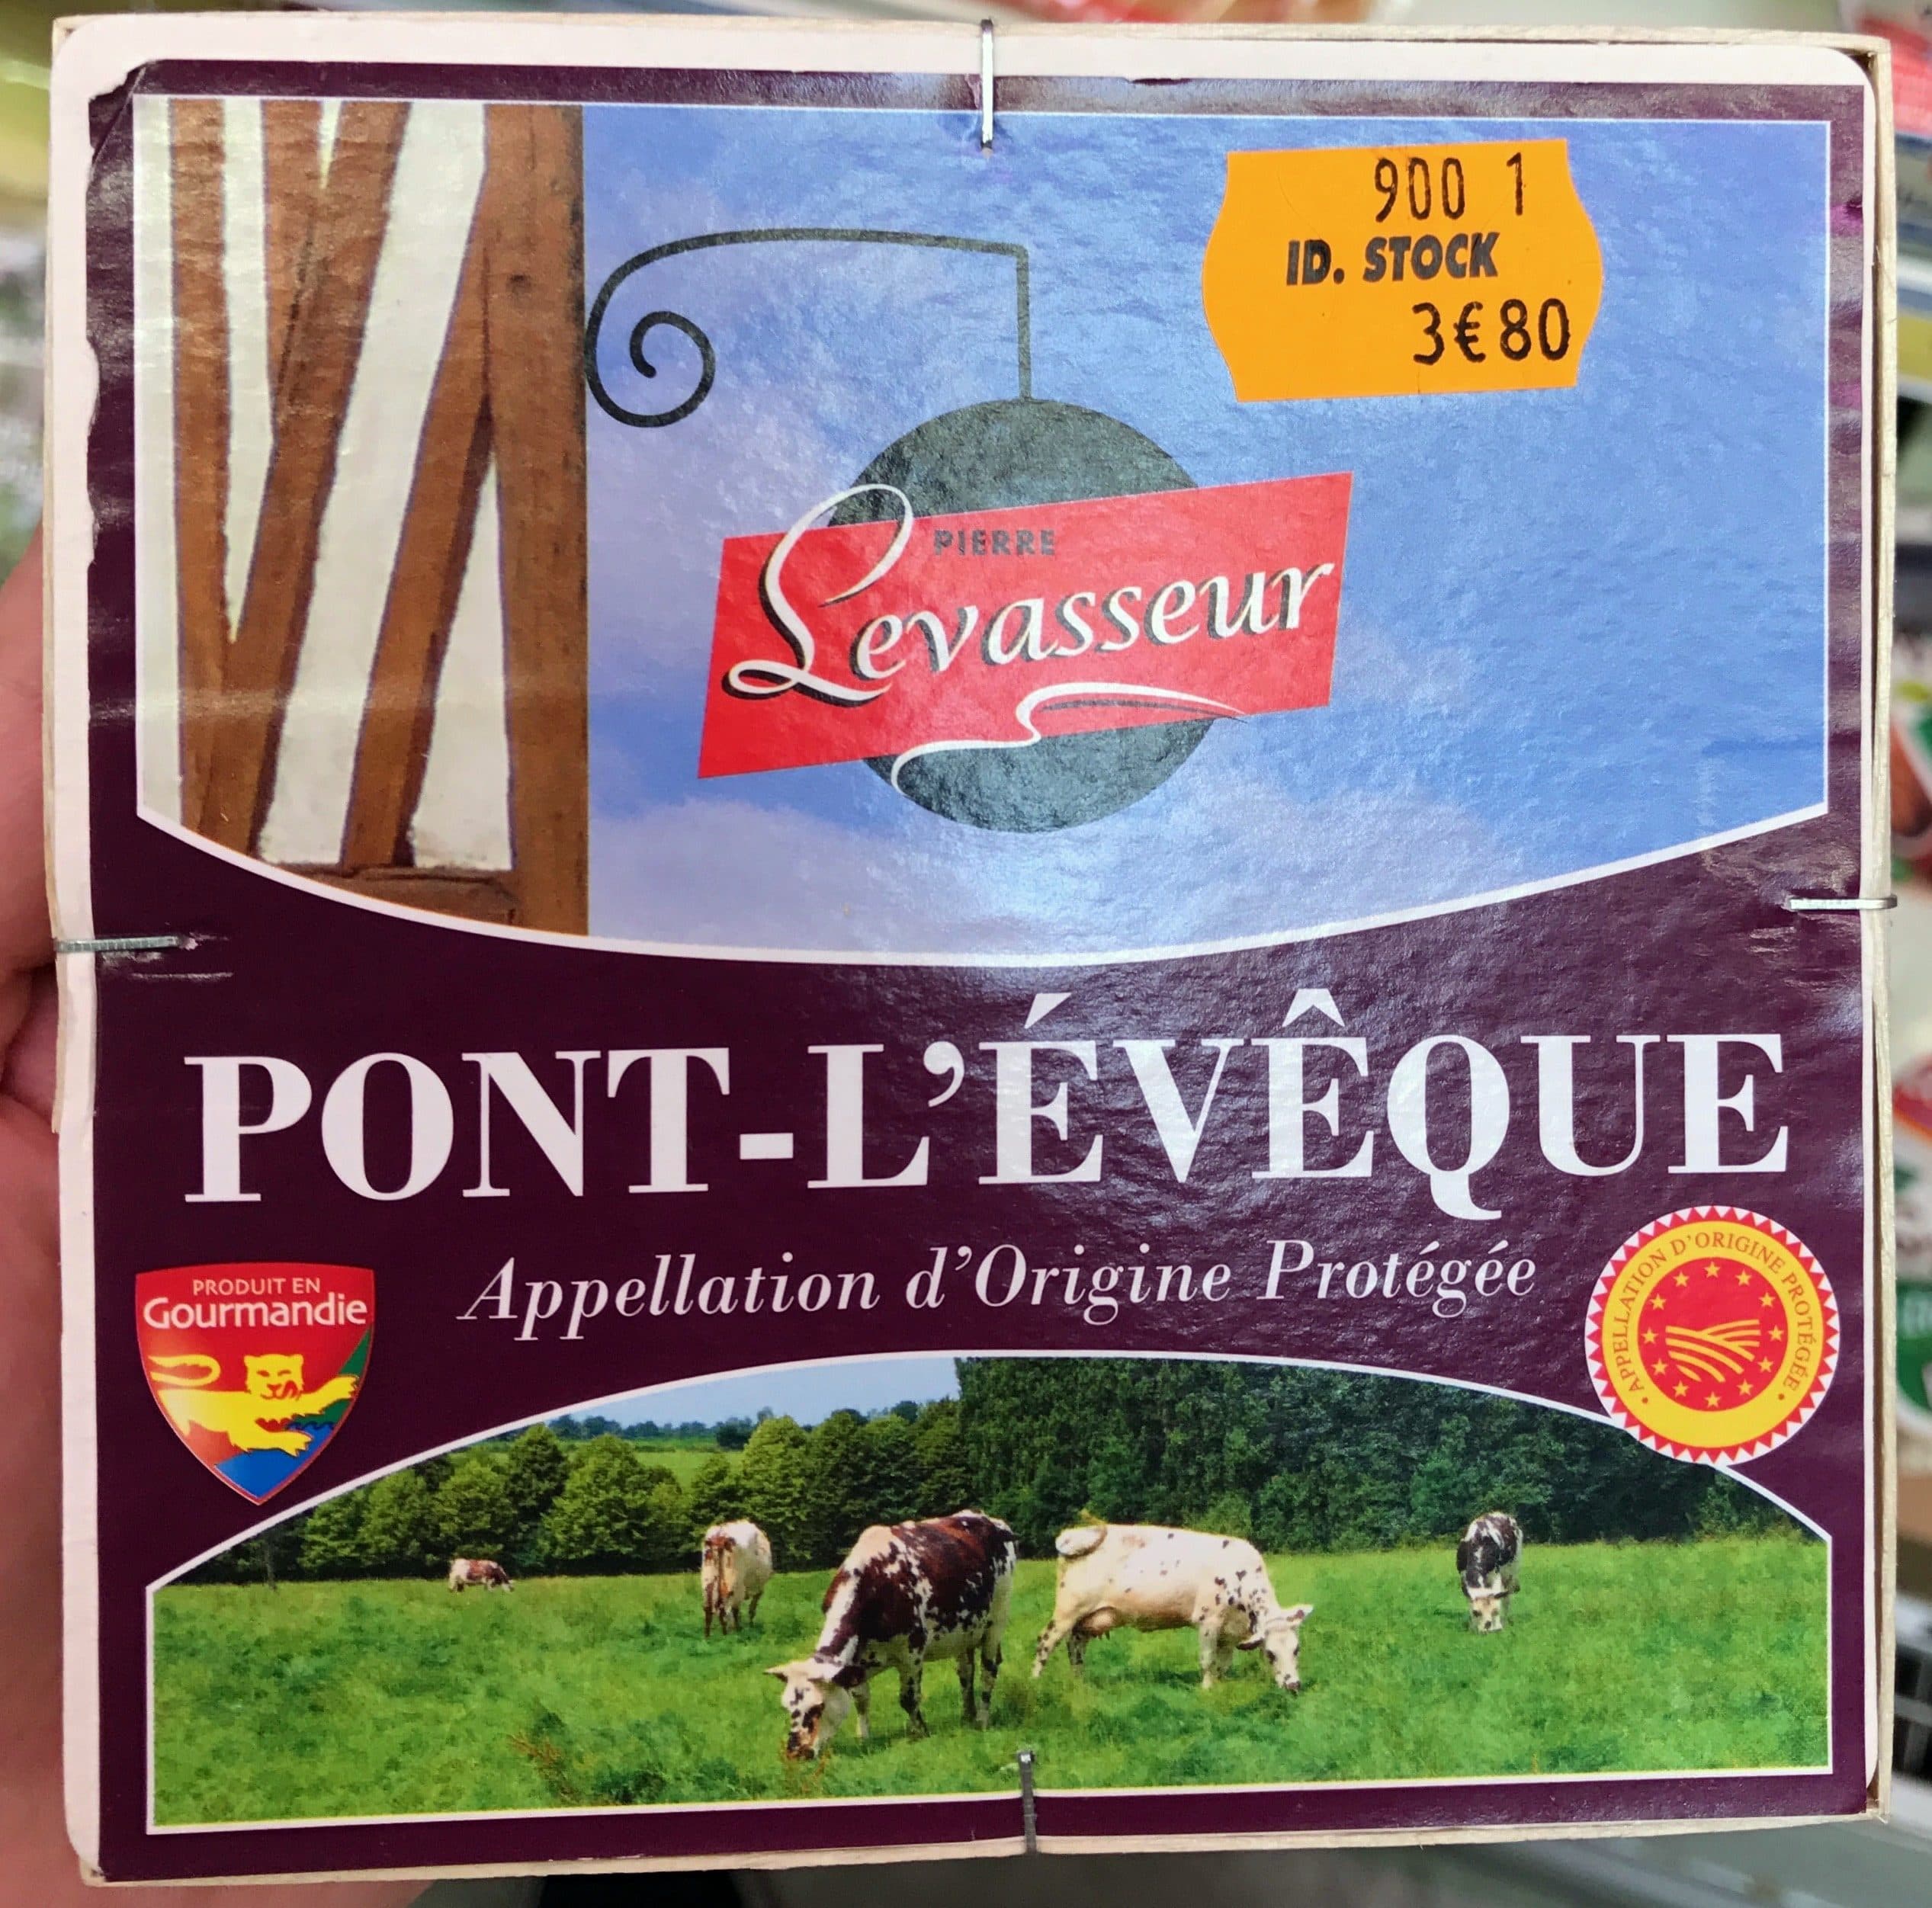 900 1
ID. STOCK
3€80
PIERRE
Levasseur
PONT-L'ÉVÊQUE
Appellation d'Origine Protégée
PRODUIT EN
Gourmandie
APPELLATION D'ORIGINE PROTÉGÉE